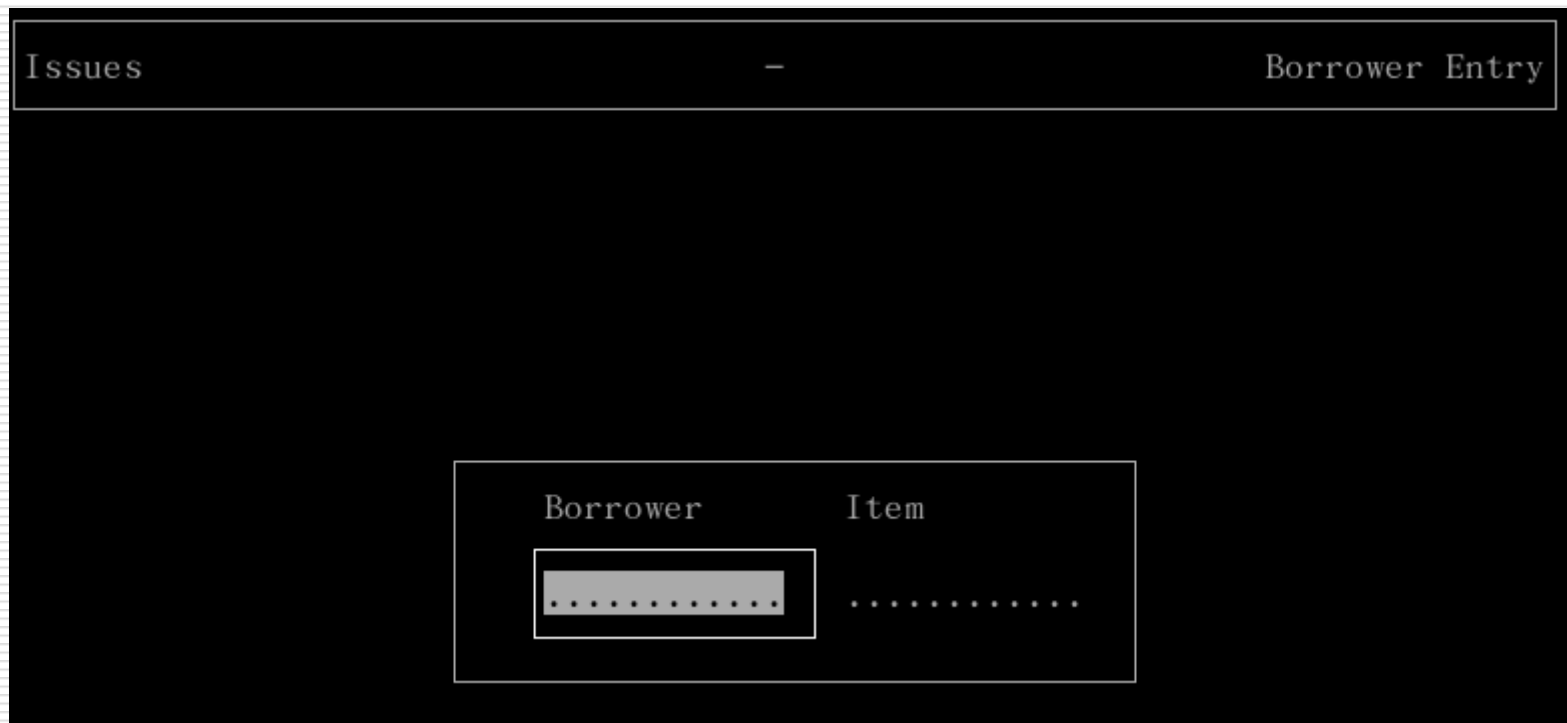 Issues – Borrower Entry
Borrower Item
............ ............